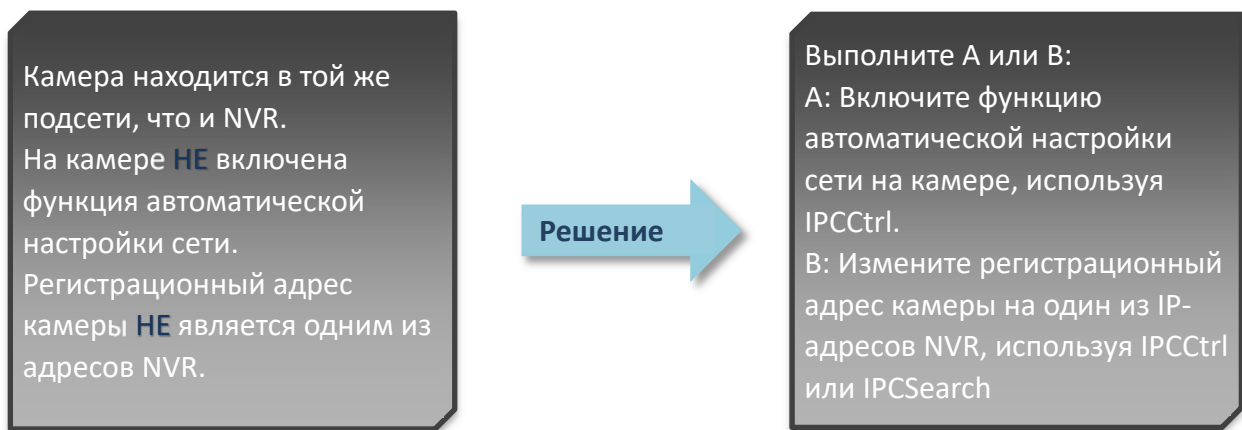 Камера находится в той же
подсети, что и NVR.
На камере НЕ включена
функция автоматической
настройки сети.
Регистрационный адрес
камеры НЕ является одним из
адресов NVR.
Решение
Выполните А или В:
А: Включите функцию
автоматической настройки
сети на камере, используя
IPCCtrl.
В: Измените регистрационный
адрес камеры на один из IP-
адресов NVR, используя IPCCtrl
или IPCSearch